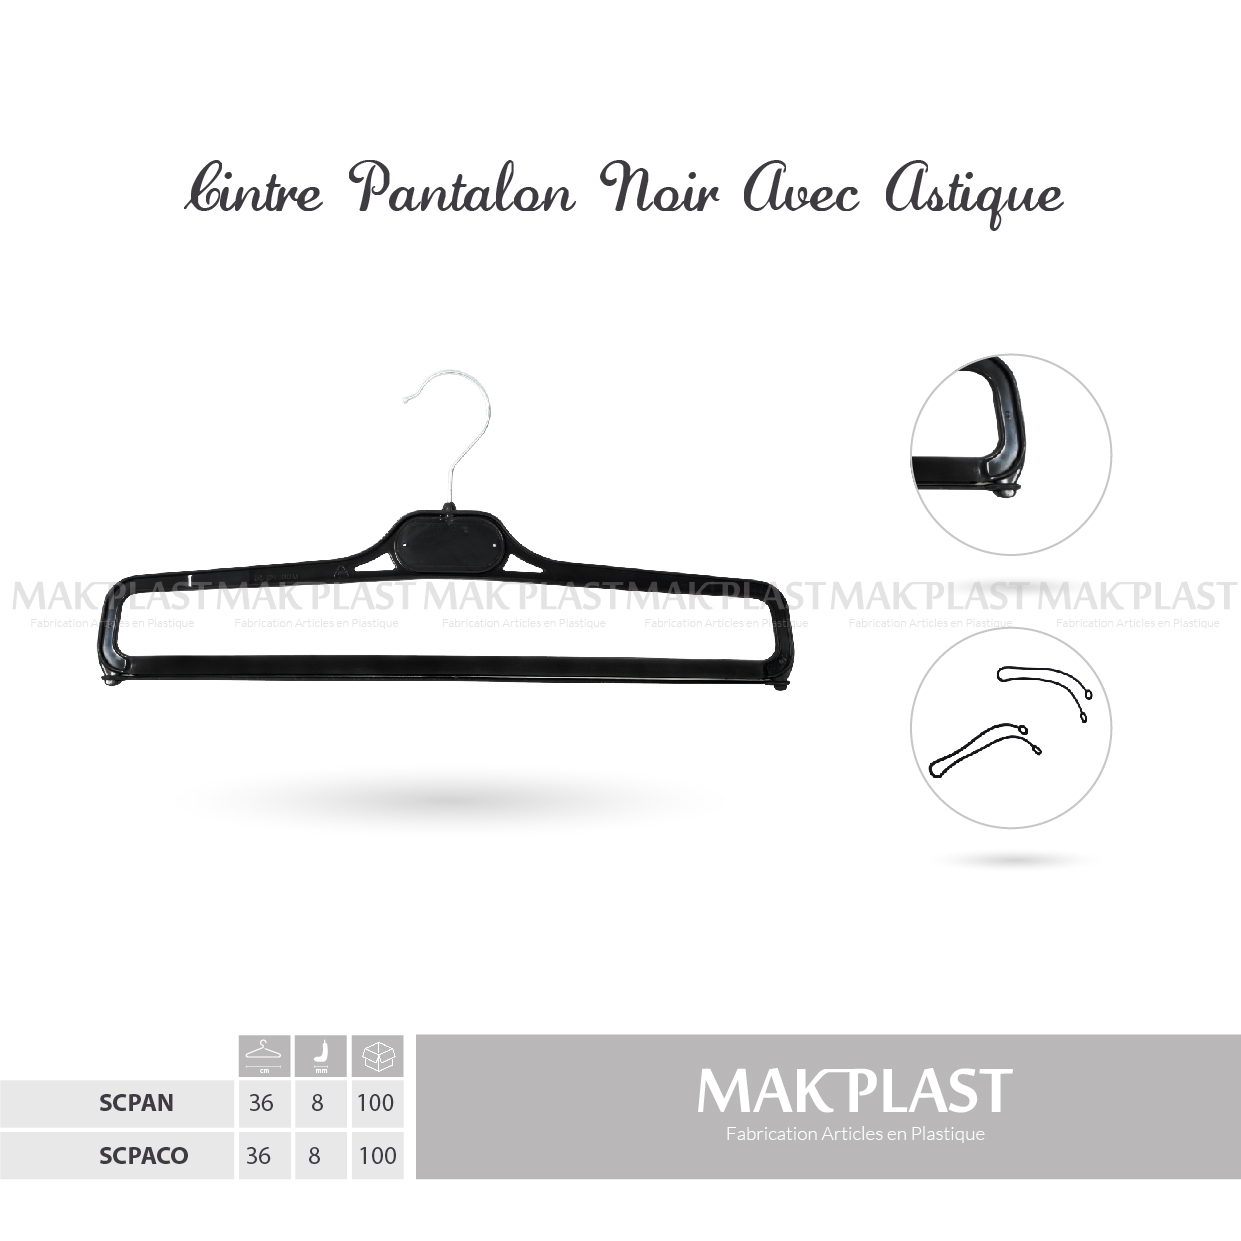 Cintre Pantalon Noir Avec Astique
MAK'PLAST MAK'PLAST MAK'PLAST MAK'PLAST MAK'PLAST MAK'PLAST
Fabrication Articles en Plastique Fabrication Articles en Plastique Fabrication Articles en Plastique Fabrication Articles en Plastique Fabrication Articles en Plastique Fabrication Articles en Plastique
cm mm
SCPAN 36 8 100
SCPACO 36 8 100
MAK'PLAST
Fabrication Articles en Plastique